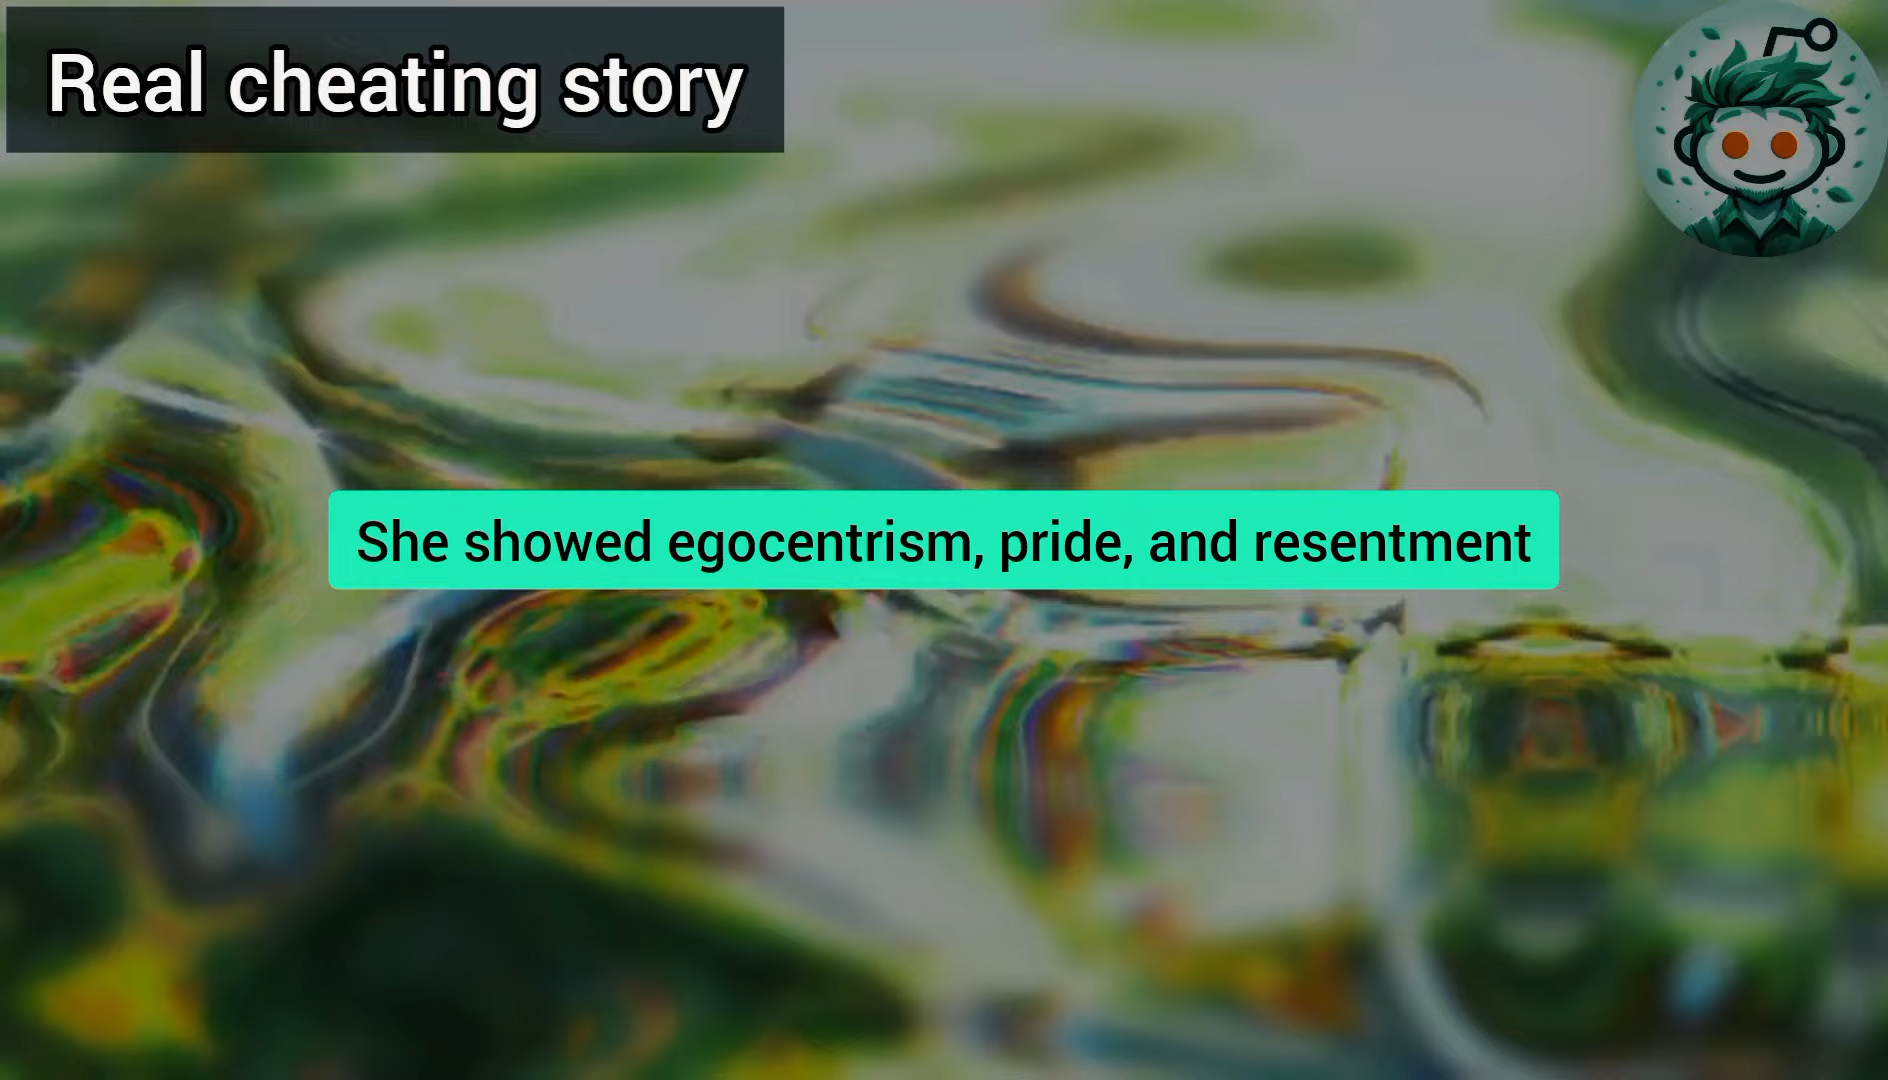 Real cheating story
She showed egocentrism, pride, and resentment